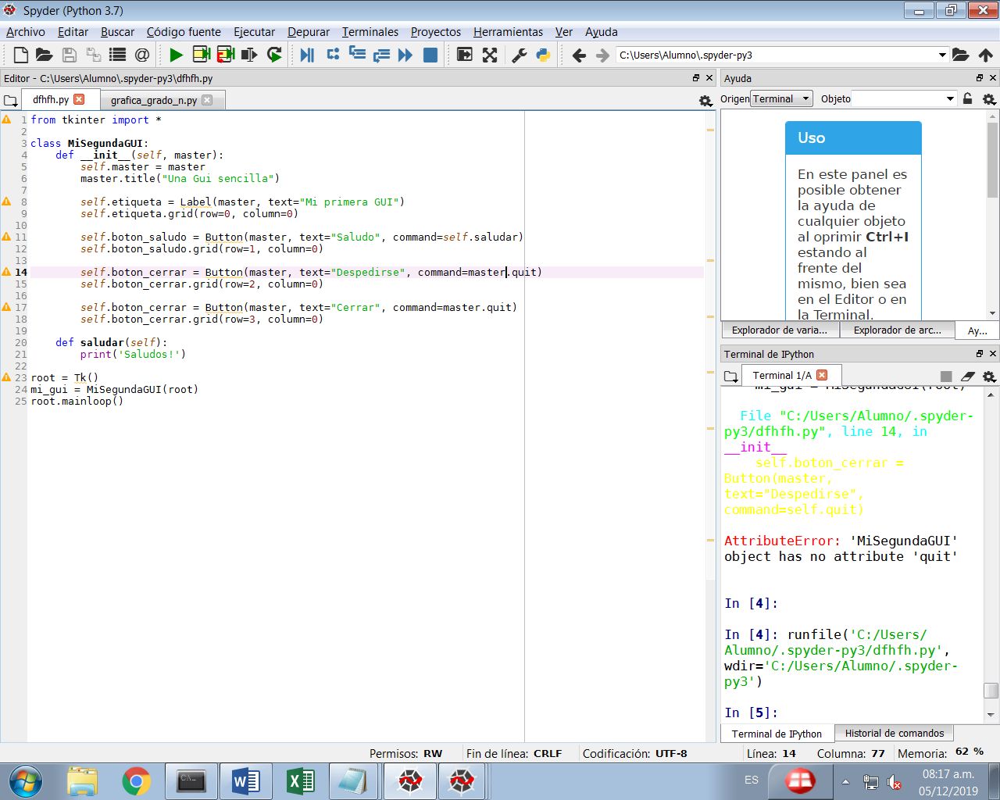 Spyder (Python 3.7)
Archivo Editar Buscar Código fuente Ejecutar Depurar Terminales Proyectos Herramientas Ver Ayuda
C:\Users\Alumno\.spyder-py3
Editor - C:\Users\Alumno\.spyder-py3\dfhfh.py
dfhfh.py grafica_grado_n.py
1 from tkinter import *
2
3 class MiSegundaGUI:
4     def __init__(self, master):
5         self.master = master
6         master.title("Una Gui sencilla")
7
8         self.etiqueta = Label(master, text="Mi primera GUI")
9         self.etiqueta.grid(row=0, column=0)
10
11         self.boton_saludo = Button(master, text="Saludo", command=self.saludar)
12         self.boton_saludo.grid(row=1, column=0)
13
14         self.boton_cerrar = Button(master, text="Despedirse", command=master.quit)
15         self.boton_cerrar.grid(row=2, column=0)
16
17         self.boton_cerrar = Button(master, text="Cerrar", command=master.quit)
18         self.boton_cerrar.grid(row=3, column=0)
19
20     def saludar(self):
21         print('Saludos!')
22
23 root = Tk()
24 mi_gui = MiSegundaGUI(root)
25 root.mainloop()
Ayuda
Origen Terminal Objeto
Uso
En este panel es
posible obtener
la ayuda de
cualquier objeto
al oprimir Ctrl+I
estando al
frente del
mismo, bien sea
en el Editor o en
la Terminal.
Explorador de varia... Explorador de arc... Ay...
Terminal de IPython
Terminal 1/A
mi_gui = MiSegundaGUI(root)
File "C:/Users/Alumno/.spyder-
py3/dfhfh.py", line 14, in
__init__
self.boton_cerrar =
Button(master,
text="Despedirse",
command=self.quit)
AttributeError: 'MiSegundaGUI'
object has no attribute 'quit'
In [4]:
In [4]: runfile('C:/Users/
Alumno/.spyder-py3/dfhfh.py',
wdir='C:/Users/Alumno/.spyder-
py3')
In [5]:
Terminal de IPython Historial de comandos
Permisos: RW Fin de línea: CRLF Codificación: UTF-8 Línea: 14 Columna: 77 Memoria: 62 %
ES
08:17 a.m.
05/12/2019